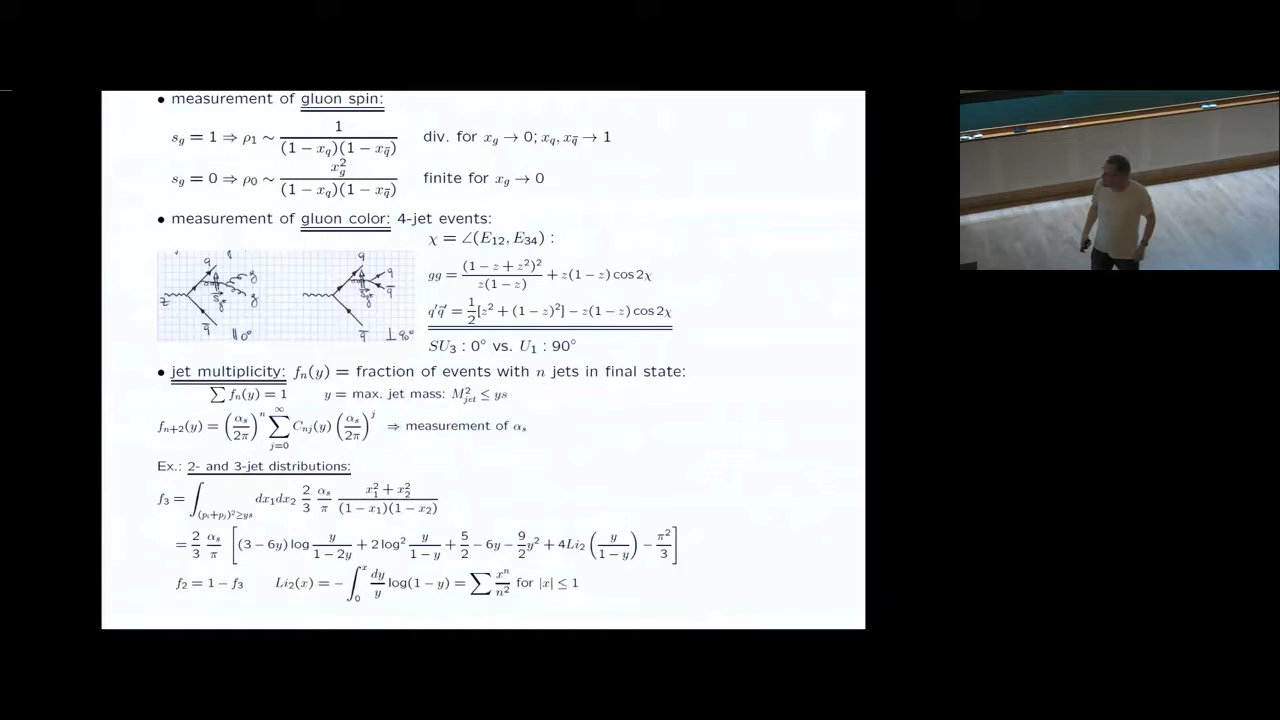 • measurement of gluon spin:
s_g = 1 ⇒ ρ_1 ∼ 1 / ((1 − x_q)(1 − x_q̄))   div. for x_g → 0; x_q, x_q̄ → 1
s_g = 0 ⇒ ρ_0 ∼ x_g^2 / ((1 − x_q)(1 − x_q̄))   finite for x_g → 0
• measurement of gluon color: 4-jet events:
χ = ∠(E_12, E_34) :
gg = (1 − z + z^2)^2 / (z(1 − z)) + z(1 − z) cos 2χ
q'q̄' = 1/2 [z^2 + (1 − z)^2] − z(1 − z) cos 2χ
SU_3 : 0° vs. U_1 : 90°
Z q g g q̄ ∥ 0°
q q q̄ q̄ ⊥ 90°
• jet multiplicity: f_n(y) = fraction of events with n jets in final state:
∑ f_n(y) = 1   y = max. jet mass: M_jet^2 ≤ ys
f_{n+2}(y) = (α_s / 2π)^n ∑_{j=0}^{∞} C_nj(y) (α_s / 2π)^j ⇒ measurement of α_s
Ex.: 2- and 3-jet distributions:
f_3 = ∫_{(p_i+p_j)^2 ≥ ys} dx_1 dx_2 2/3 α_s/π (x_1^2 + x_2^2) / ((1 − x_1)(1 − x_2))
= 2/3 α_s/π [(3 − 6y) log y/(1 − 2y) + 2 log^2 y/(1 − y) + 5/2 − 6y − 9/2 y^2 + 4Li_2 (y/(1 − y)) − π^2/3]
f_2 = 1 − f_3   Li_2(x) = − ∫_0^x dy/y log(1 − y) = ∑ x^n/n^2 for |x| ≤ 1